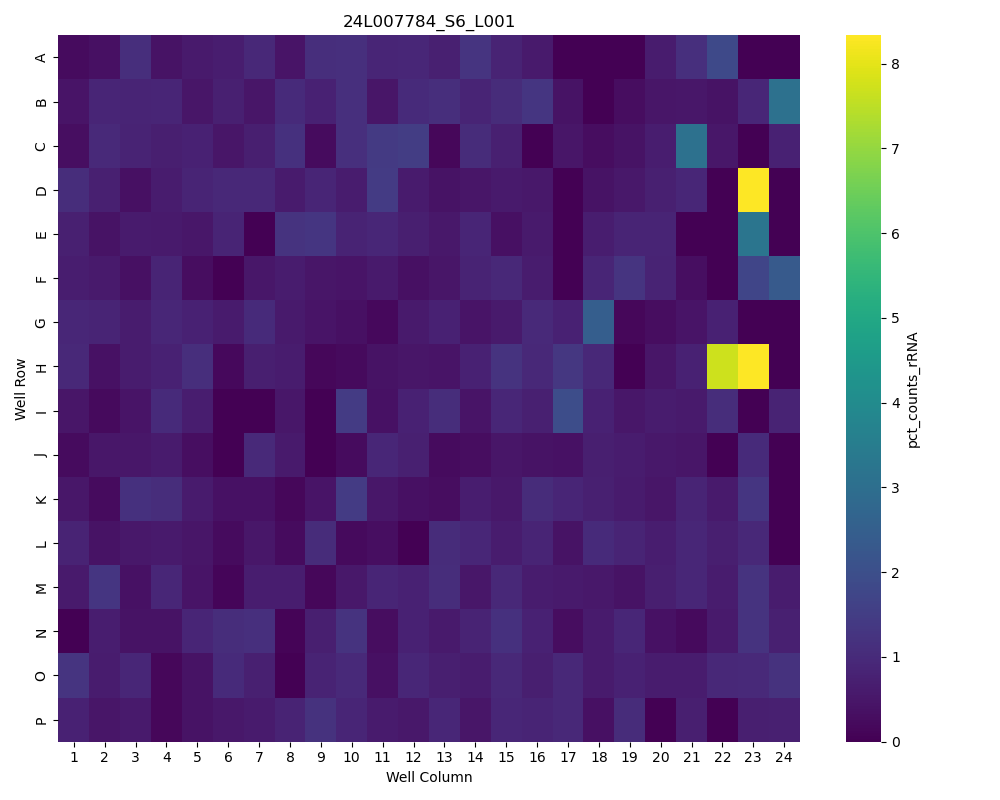 24L007784_S6_L001
A
B
C
D
E
F
G
H
I
J
K
L
M
N
O
P
Well Row
1 2 3 4 5 6 7 8 9 10 11 12 13 14 15 16 17 18 19 20 21 22 23 24
Well Column
8
7
6
5
4
3
2
1
0
pct_counts_rRNA